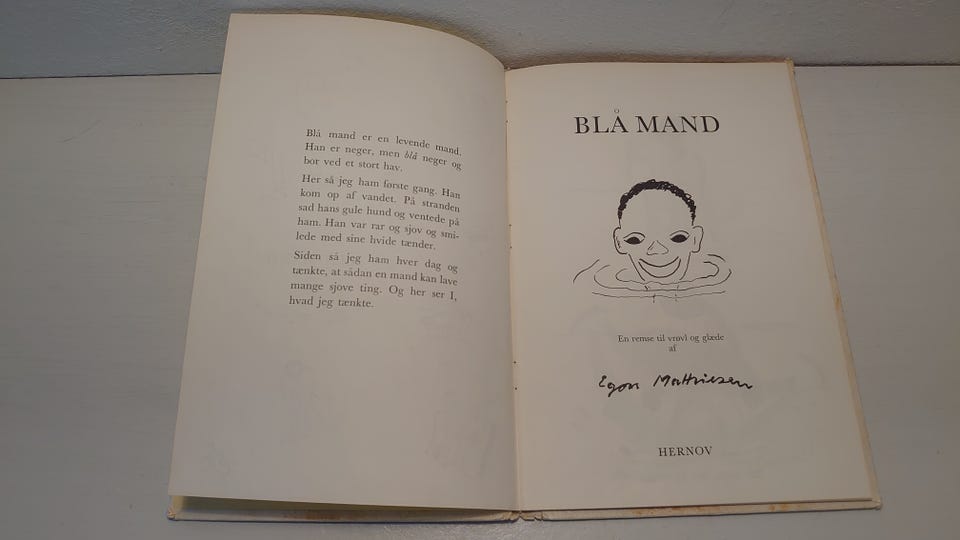 Blå mand er en levende mand.
Han er neger, men blå neger og
bor ved et stort hav.
Her så jeg ham første gang. Han
kom op af vandet. På stranden
sad hans gule hund og ventede på
ham. Han var rar og sjov og smi-
lede med sine hvide tænder.
Siden så jeg ham hver dag og
tænkte, at sådan en mand kan lave
mange sjove ting. Og her ser I,
hvad jeg tænkte.
BLÅ MAND
En remse til vrøvl og glæde
af
Egon Mathiesen
HERNOV